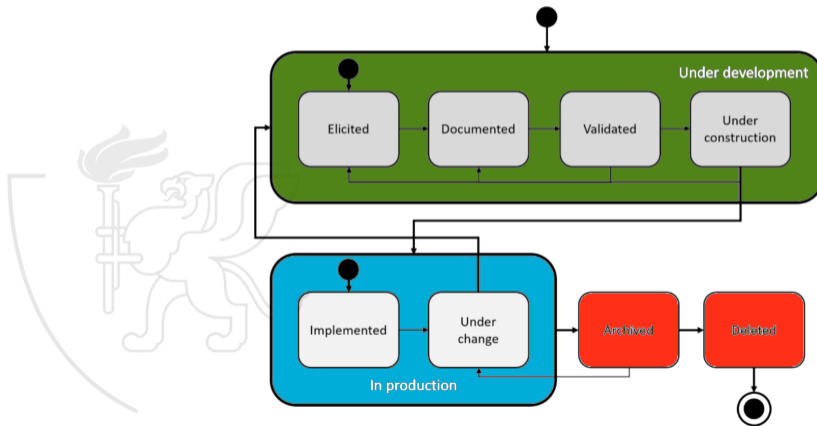 Under development
Elicited
Documented
Validated
Under
construction
Implemented
Under
change
Archived
Deleted
In production